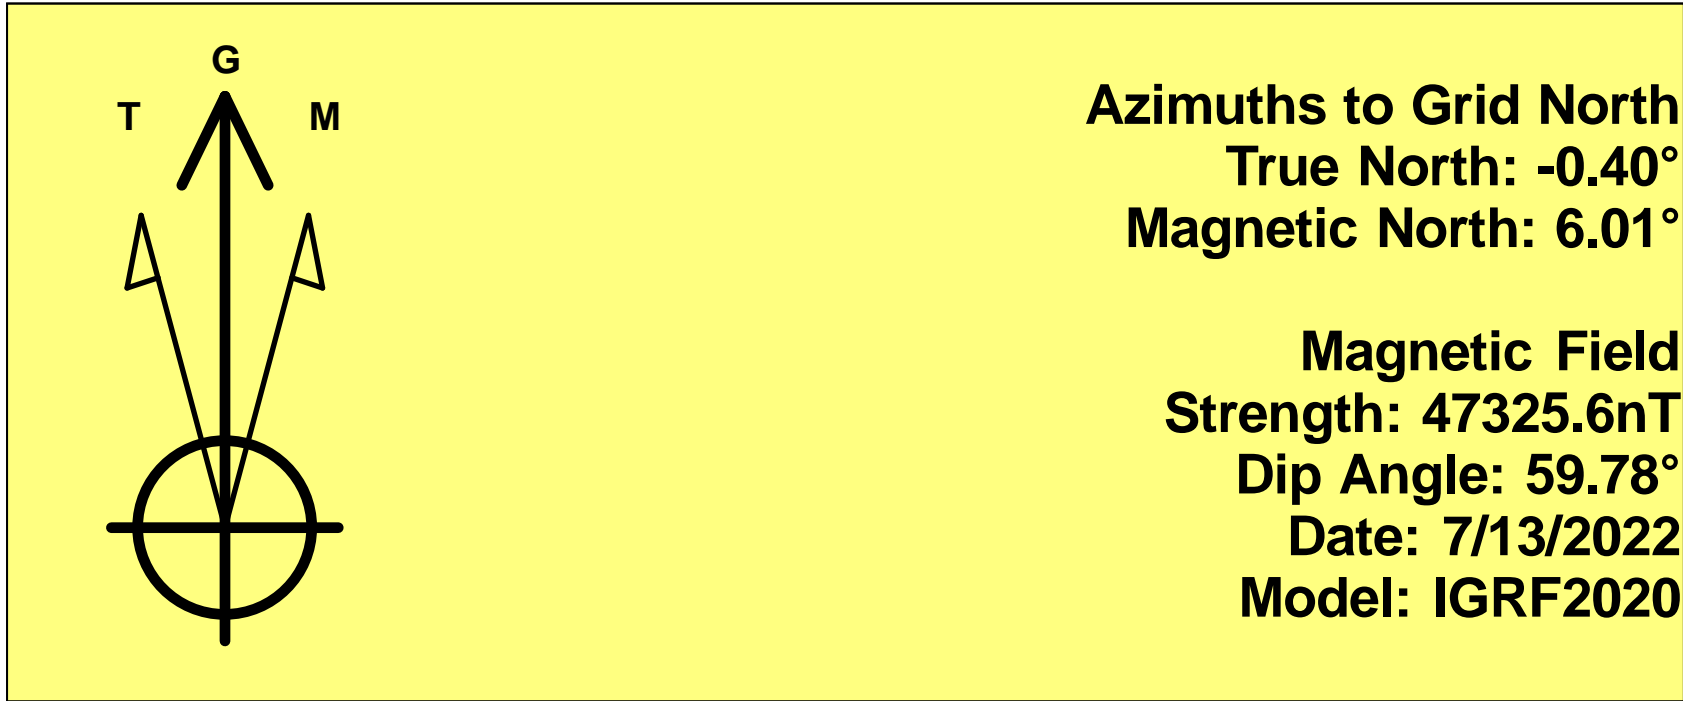 G
T
M
Azimuths to Grid North
True North: -0.40°
Magnetic North: 6.01°
Magnetic Field
Strength: 47325.6nT
Dip Angle: 59.78°
Date: 7/13/2022
Model: IGRF2020